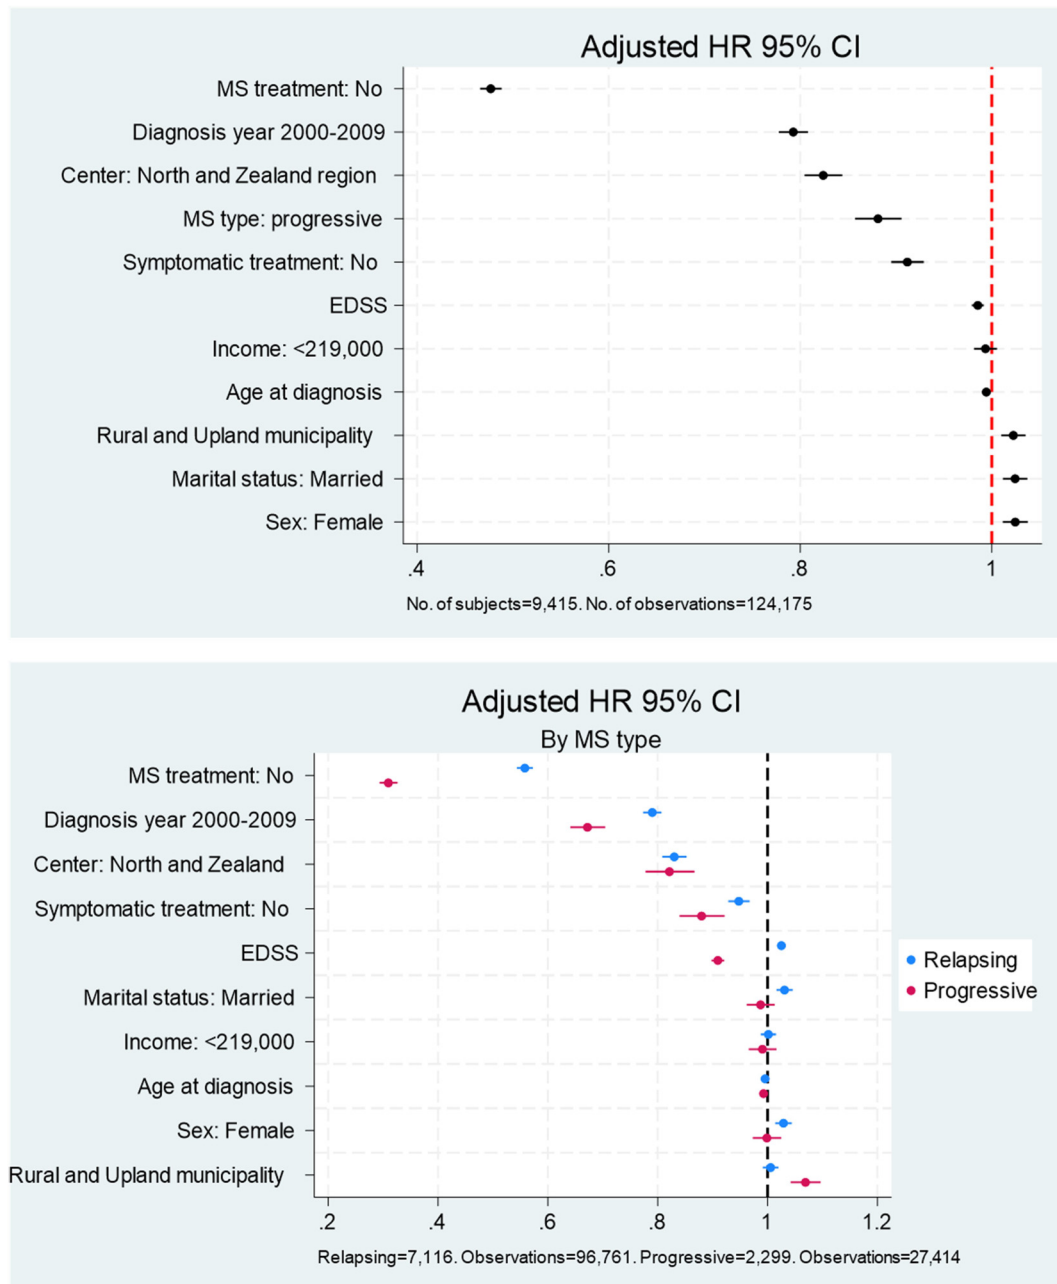 Adjusted HR 95% CI
MS treatment: No
Diagnosis year 2000-2009
Center: North and Zealand region
MS type: progressive
Symptomatic treatment: No
EDSS
Income: <219,000
Age at diagnosis
Rural and Upland municipality
Marital status: Married
Sex: Female
.4 .6 .8 1
No. of subjects=9,415. No. of observations=124,175
Adjusted HR 95% CI
By MS type
MS treatment: No
Diagnosis year 2000-2009
Center: North and Zealand
Symptomatic treatment: No
EDSS
Marital status: Married
Income: <219,000
Age at diagnosis
Sex: Female
Rural and Upland municipality
.2 .4 .6 .8 1 1.2
Relapsing
Progressive
Relapsing=7,116. Observations=96,761. Progressive=2,299. Observations=27,414